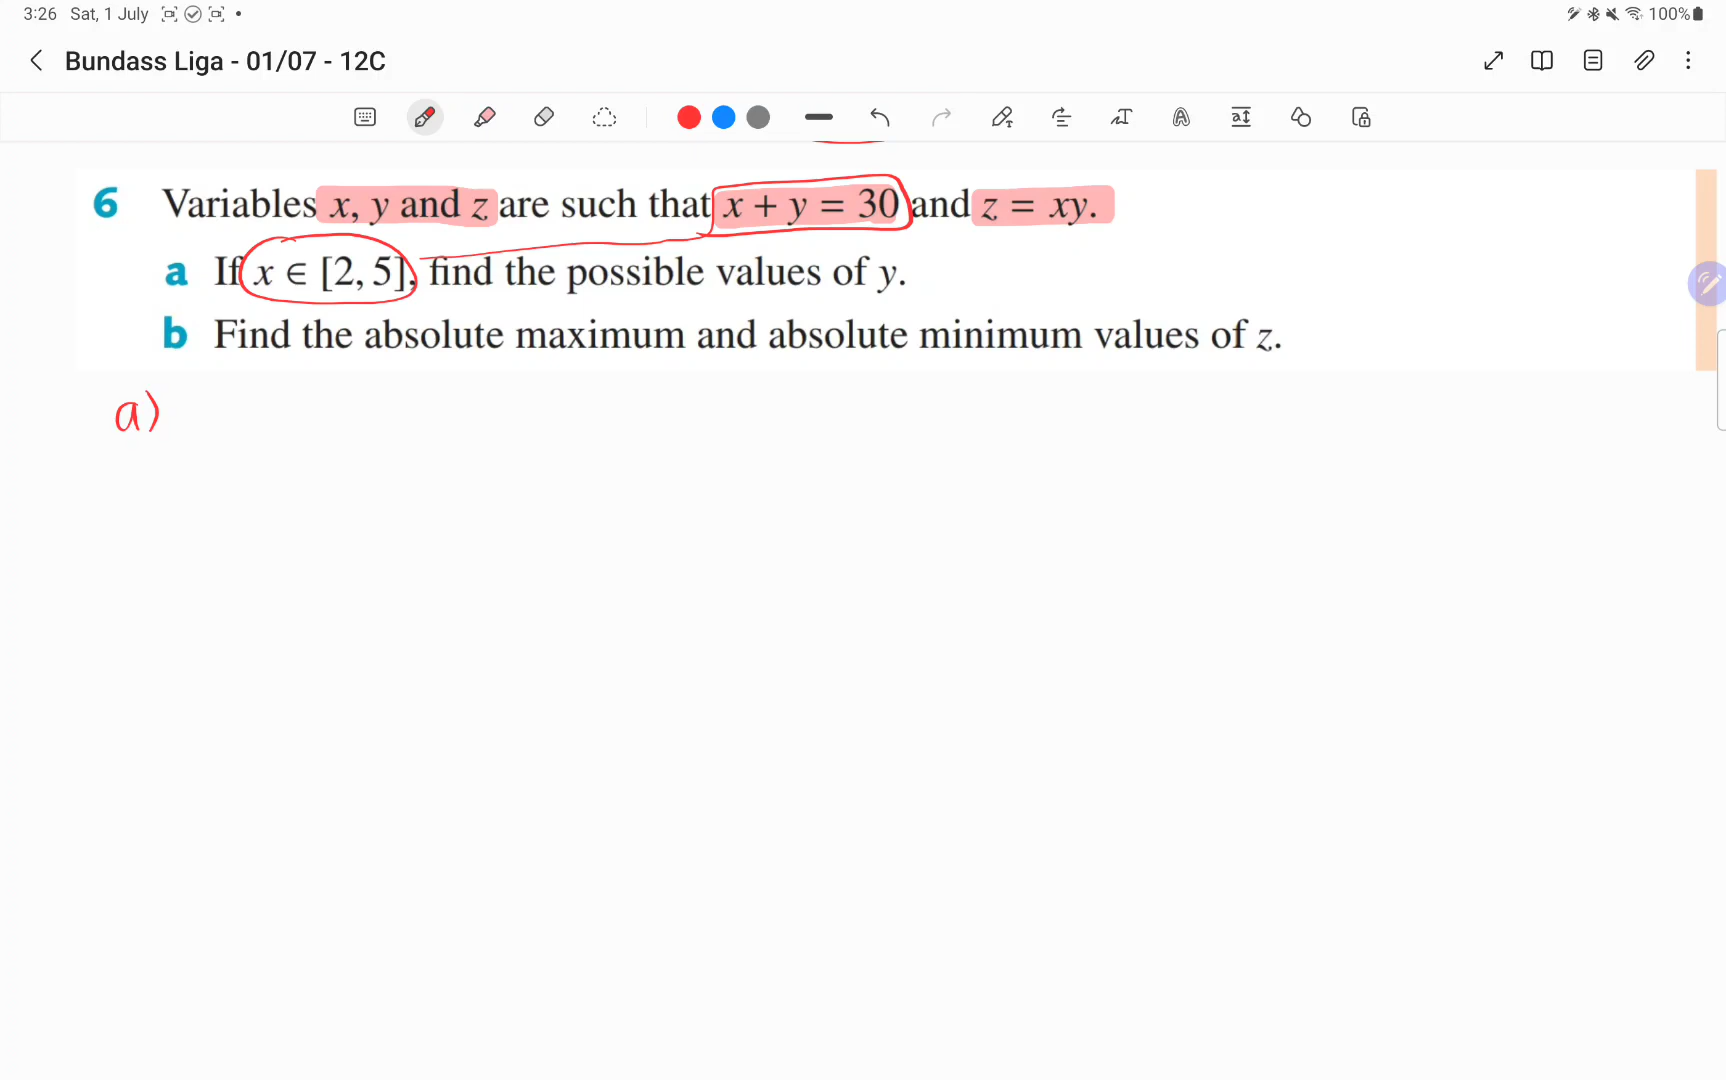 3:26 Sat, 1 July 100%
Bundass Liga - 01/07 - 12C
6 Variables x, y and z are such that x + y = 30 and z = xy.
a If x ∈ [2, 5], find the possible values of y.
b Find the absolute maximum and absolute minimum values of z.
a)